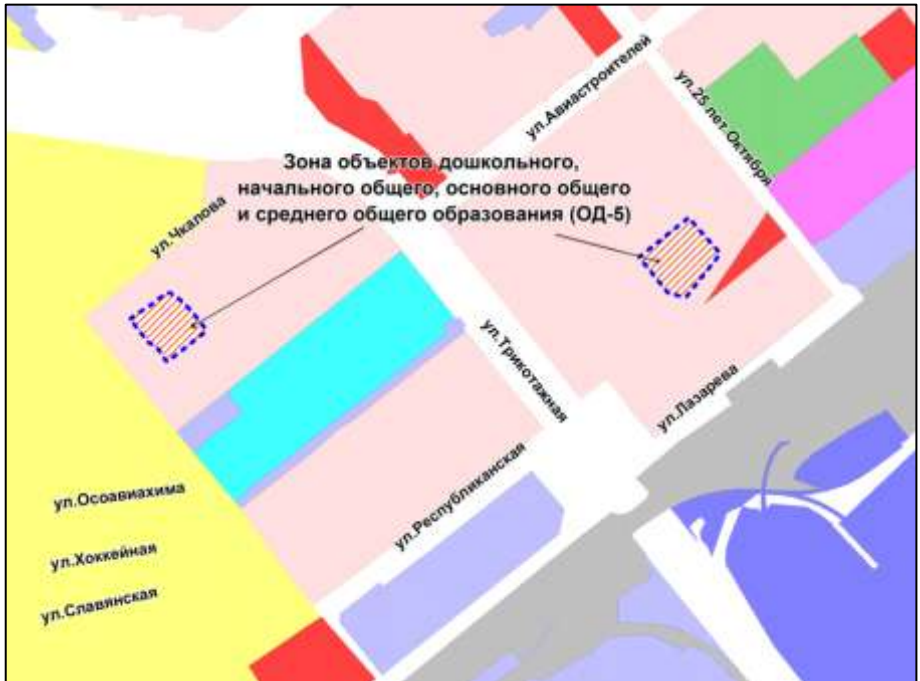 ул.Авиастроителей
ул.25 лет Октября
Зона объектов дошкольного,
начального общего, основного общего
и среднего общего образования (ОД-5)
ул.Чкалова
ул.Трикотажная
ул.Лазарева
ул.Республиканская
ул.Осоавиахима
ул.Хоккейная
ул.Славянская